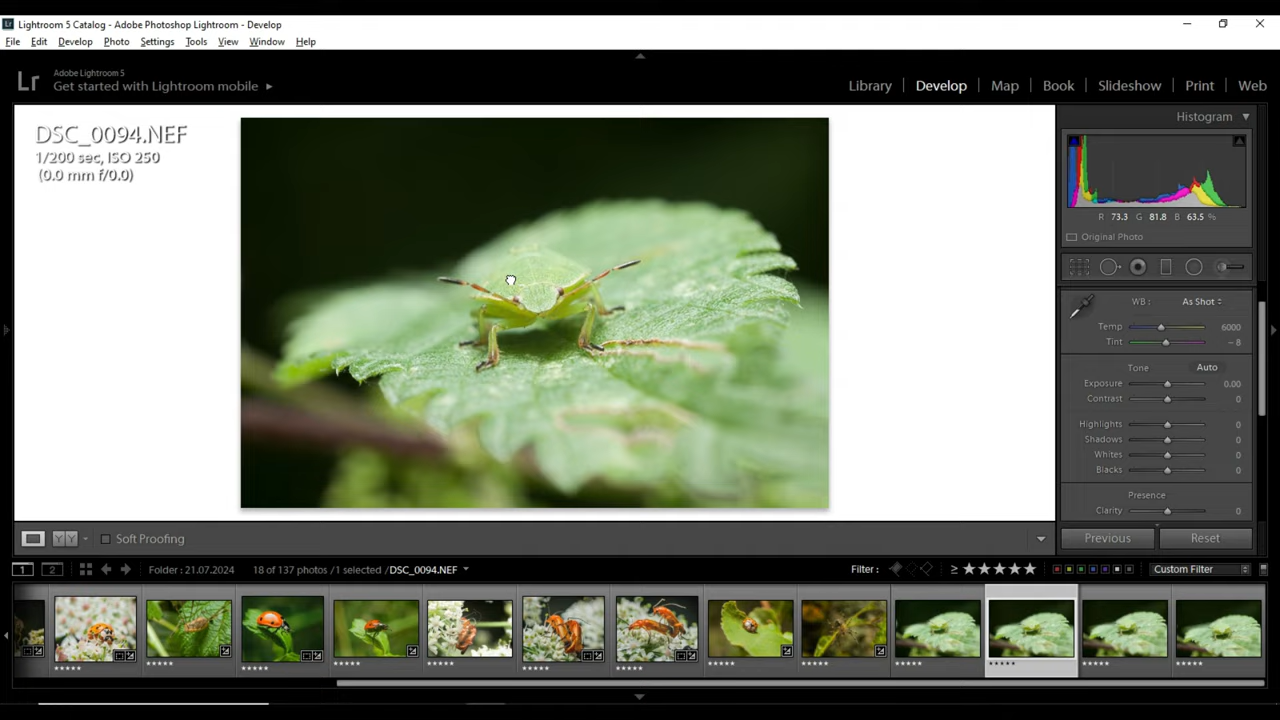 Lightroom 5 Catalog - Adobe Photoshop Lightroom - Develop
File Edit Develop Photo Settings Tools View Window Help
Lr
Adobe Lightroom 5
Get started with Lightroom mobile
Library Develop Map Book Slideshow Print Web
DSC_0094.NEF
1/200 sec, ISO 250
(0.0 mm f/0.0)
Histogram
R 73.3 G 81.8 B 63.5 %
Original Photo
WB : As Shot
Temp 6000
Tint – 8
Tone Auto
Exposure 0.00
Contrast 0
Highlights 0
Shadows 0
Whites 0
Blacks 0
Presence
Clarity 0
Previous Reset
Y Y Soft Proofing
1 2 Folder : 21.07.2024 18 of 137 photos /1 selected /DSC_0094.NEF Filter : ≥ ★★★★★ Custom Filter